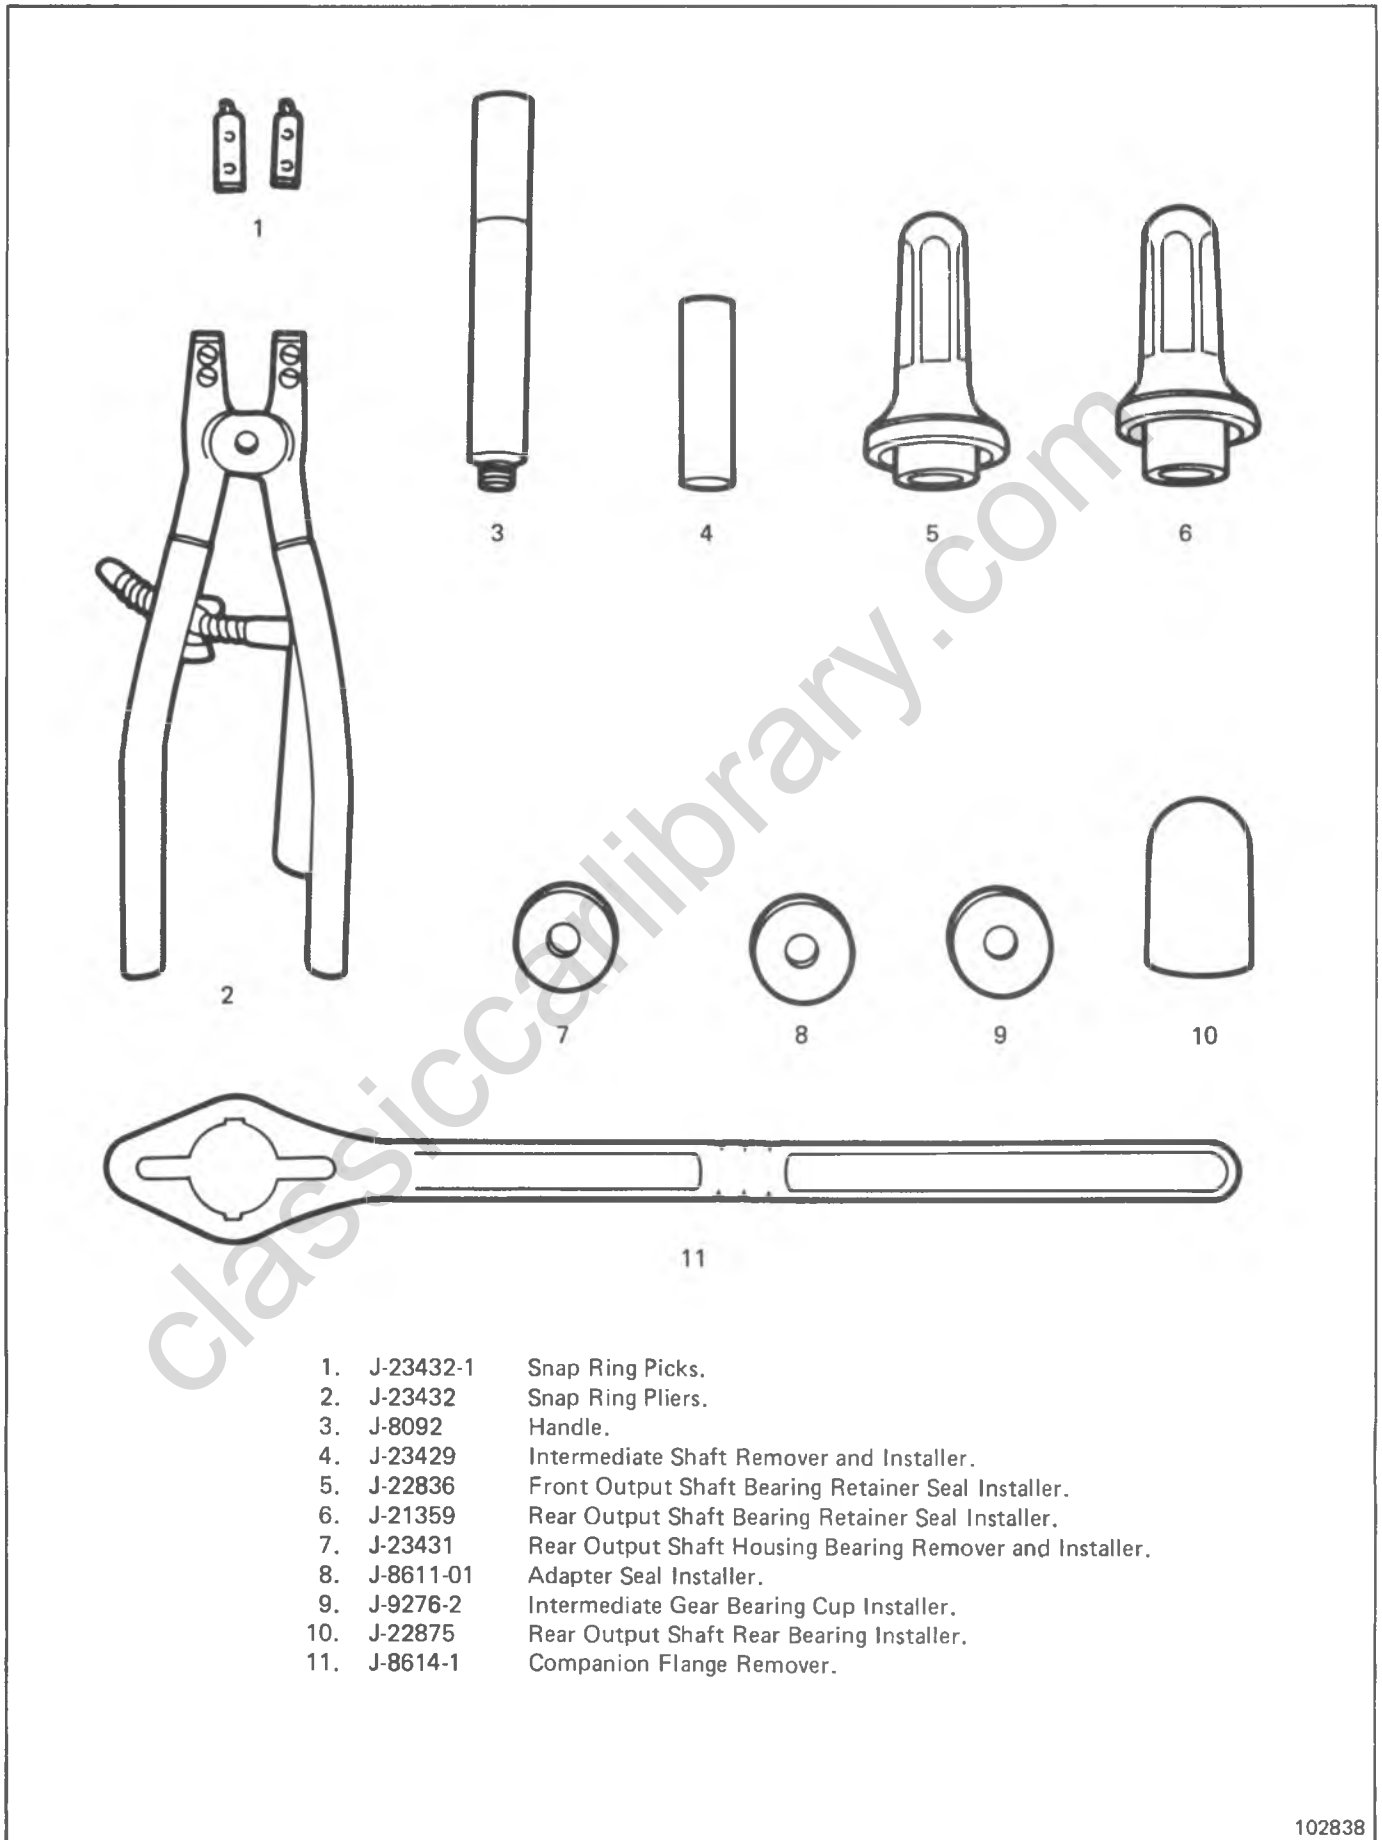 1
2
3
4
5
6
7
8
9
10
11
1. J-23432-1 Snap Ring Picks.
2. J-23432 Snap Ring Pliers.
3. J-8092 Handle.
4. J-23429 Intermediate Shaft Remover and Installer.
5. J-22836 Front Output Shaft Bearing Retainer Seal Installer.
6. J-21359 Rear Output Shaft Bearing Retainer Seal Installer.
7. J-23431 Rear Output Shaft Housing Bearing Remover and Installer.
8. J-8611-01 Adapter Seal Installer.
9. J-9276-2 Intermediate Gear Bearing Cup Installer.
10. J-22875 Rear Output Shaft Rear Bearing Installer.
11. J-8614-1 Companion Flange Remover.
102838
classiccarlibrary.com